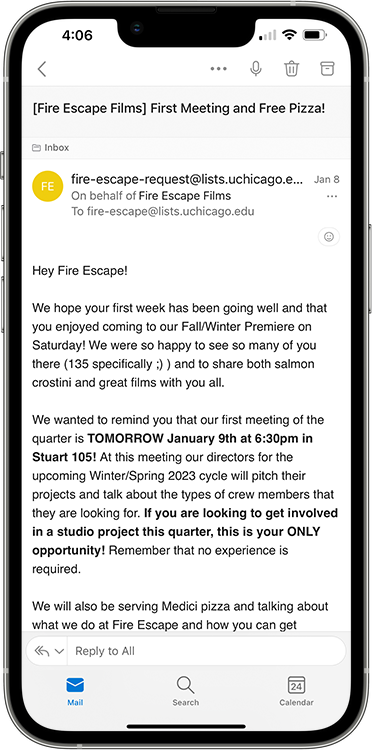 4:06
[Fire Escape Films] First Meeting and Free Pizza!
Inbox
FE
fire-escape-request@lists.uchicago.e...
Jan 8
On behalf of Fire Escape Films
To fire-escape@lists.uchicago.edu
Hey Fire Escape!
We hope your first week has been going well and that
you enjoyed coming to our Fall/Winter Premiere on
Saturday! We were so happy to see so many of you
there (135 specifically ;) ) and to share both salmon
crostini and great films with you all.
We wanted to remind you that our first meeting of the
quarter is TOMORROW January 9th at 6:30pm in
Stuart 105! At this meeting our directors for the
upcoming Winter/Spring 2023 cycle will pitch their
projects and talk about the types of crew members that
they are looking for. If you are looking to get involved
in a studio project this quarter, this is your ONLY
opportunity! Remember that no experience is
required.
We will also be serving Medici pizza and talking about
what we do at Fire Escape and how you can get
Reply to All
Mail
Search
24
Calendar